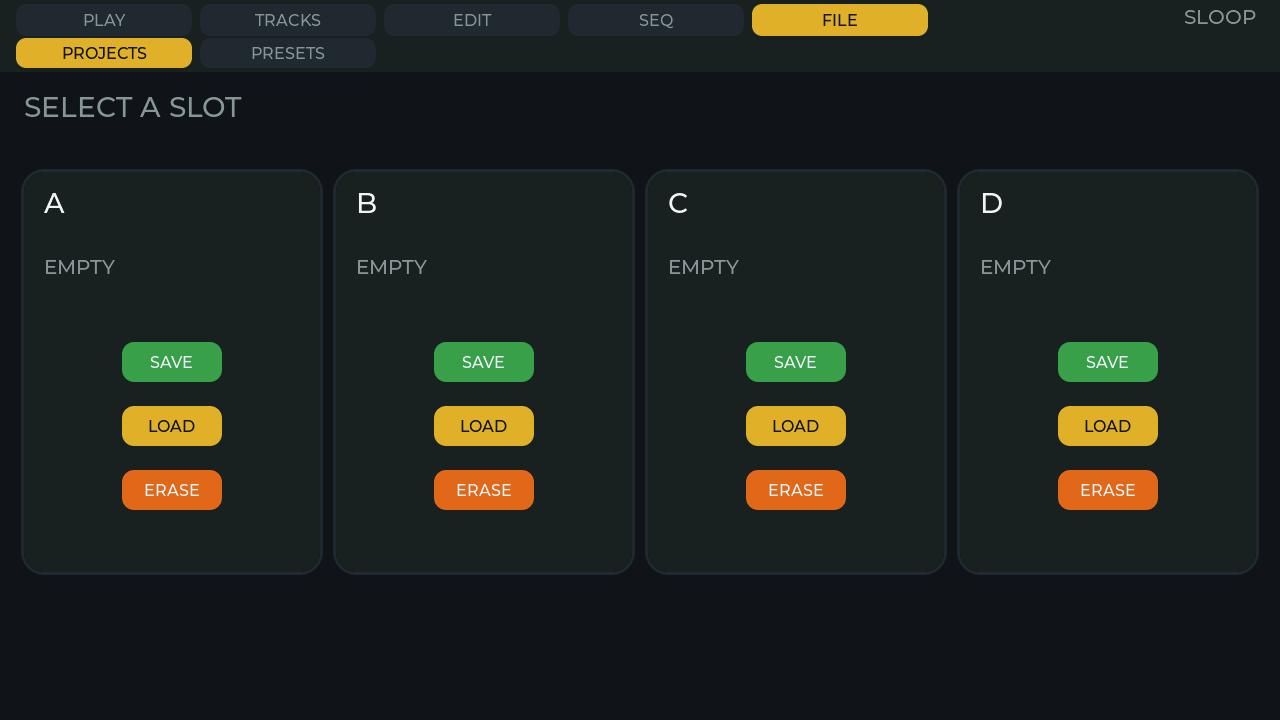 PLAY TRACKS EDIT SEQ FILE SLOOP
PROJECTS PRESETS
SELECT A SLOT
A B C D
EMPTY EMPTY EMPTY EMPTY
SAVE SAVE SAVE SAVE
LOAD LOAD LOAD LOAD
ERASE ERASE ERASE ERASE